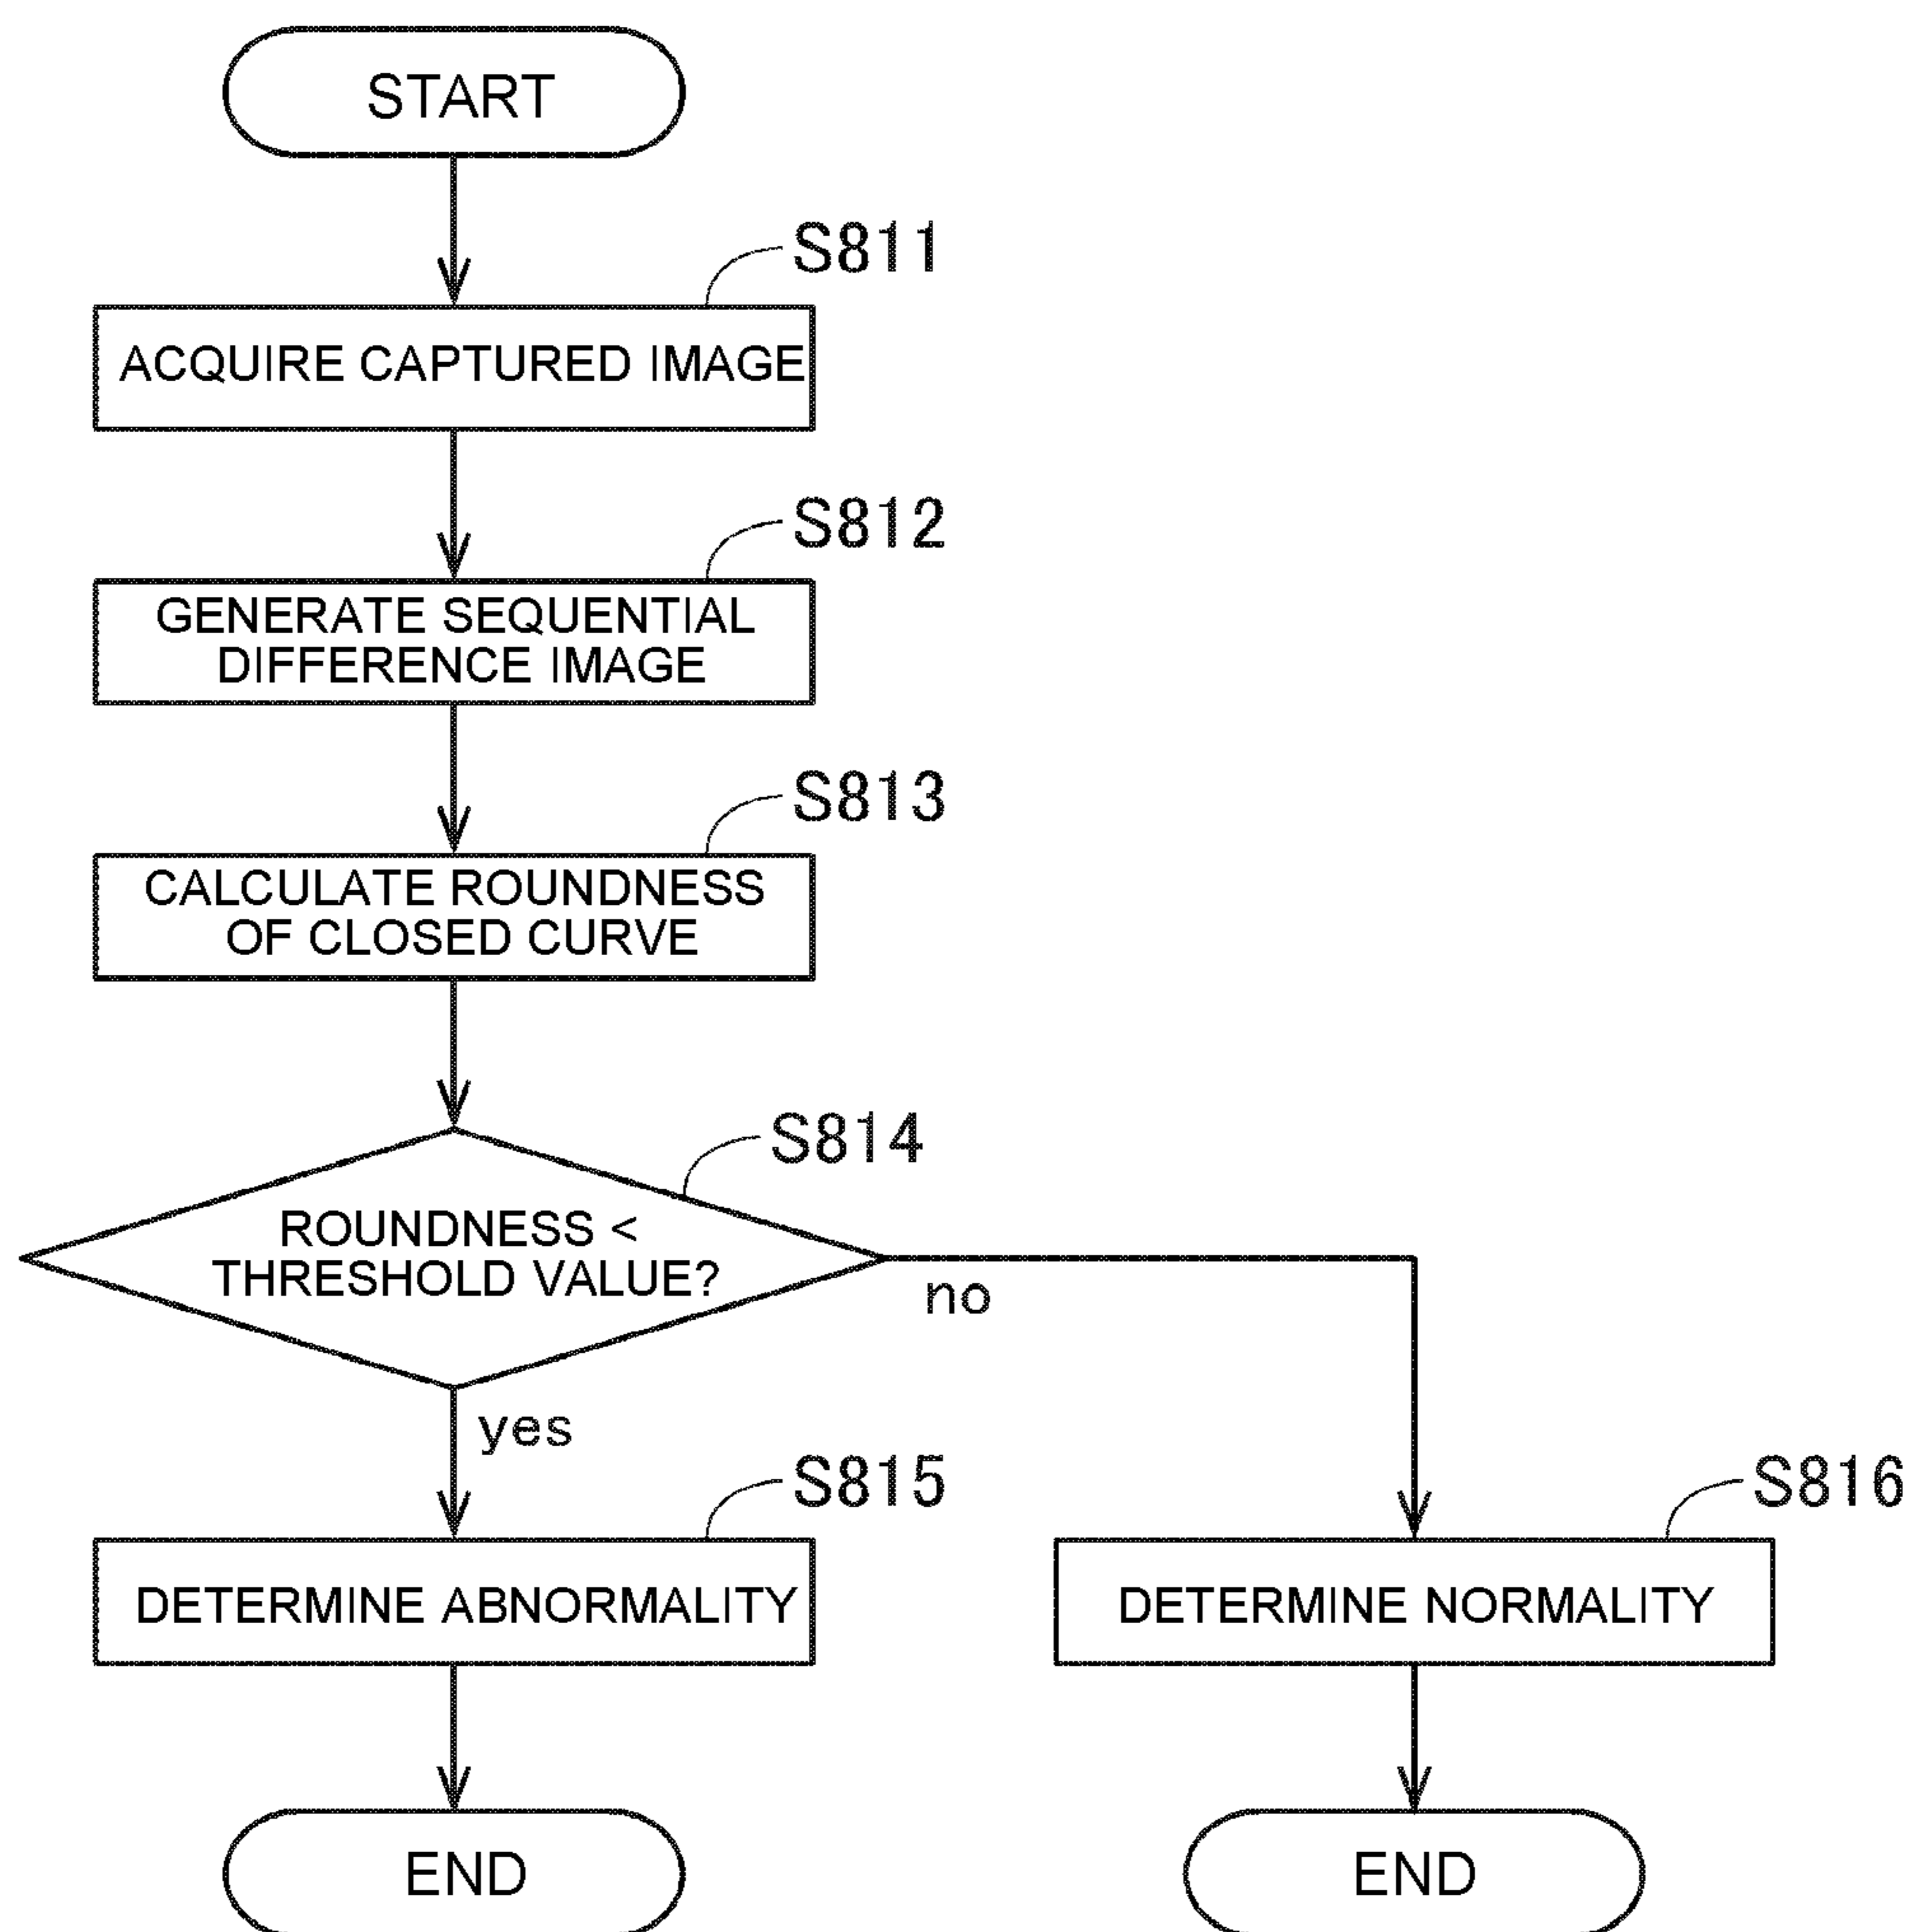 START
S811
ACQUIRE CAPTURED IMAGE
S812
GENERATE SEQUENTIAL
DIFFERENCE IMAGE
S813
CALCULATE ROUNDNESS
OF CLOSED CURVE
S814
ROUNDNESS <
THRESHOLD VALUE?
no
yes
S815
DETERMINE ABNORMALITY
S816
DETERMINE NORMALITY
END
END